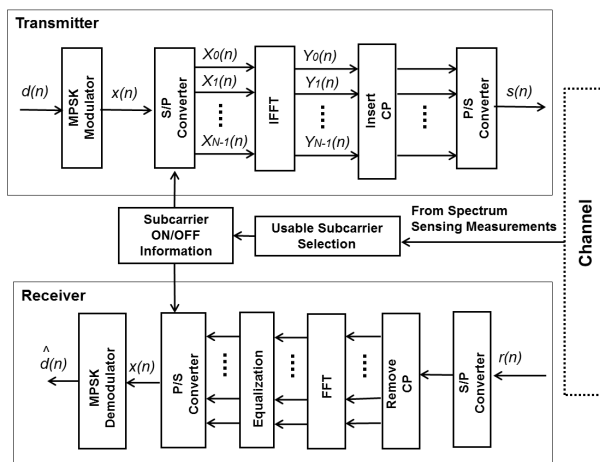 Transmitter
d(n)
MPSK
Modulator
x(n)
S/P
Converter
X0(n)
X1(n)
XN-1(n)
IFFT
Y0(n)
Y1(n)
YN-1(n)
Insert
CP
P/S
Converter
s(n)
Subcarrier
ON/OFF
Information
Usable Subcarrier
Selection
From Spectrum
Sensing Measurements
Channel
Receiver
^
d(n)
MPSK
Demodulator
x(n)
P/S
Converter
Equalization
FFT
Remove
CP
S/P
Converter
r(n)